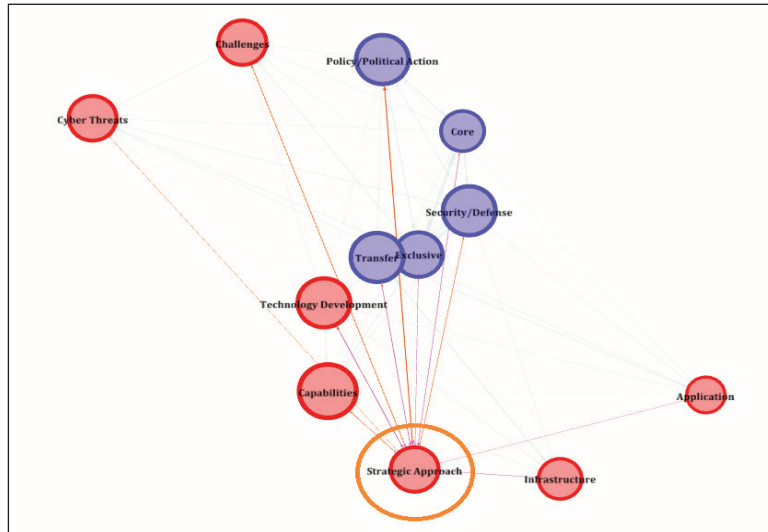 Challenges
Policy/Political Action
Cyber Threats
Core
Security/Defense
Transfer
Exclusive
Technology Development
Capabilities
Application
Strategic Approach
Infrastructure